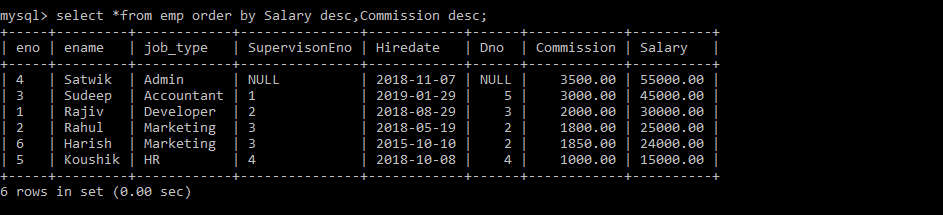 mysql> select *from emp order by Salary desc,Commission desc;
+-----+---------+------------+---------------+------------+------+------------+----------+
| eno | ename   | job_type   | SupervisonEno | Hiredate   | Dno  | Commission | Salary   |
+-----+---------+------------+---------------+------------+------+------------+----------+
| 4   | Satwik  | Admin      | NULL          | 2018-11-07 | NULL |    3500.00 | 55000.00 |
| 3   | Sudeep  | Accountant | 1             | 2019-01-29 |    5 |    3000.00 | 45000.00 |
| 1   | Rajiv   | Developer  | 2             | 2018-08-29 |    3 |    2000.00 | 30000.00 |
| 2   | Rahul   | Marketing  | 3             | 2018-05-19 |    2 |    1800.00 | 25000.00 |
| 6   | Harish  | Marketing  | 3             | 2015-10-10 |    2 |    1850.00 | 24000.00 |
| 5   | Koushik | HR         | 4             | 2018-10-08 |    4 |    1000.00 | 15000.00 |
+-----+---------+------------+---------------+------------+------+------------+----------+
6 rows in set (0.00 sec)